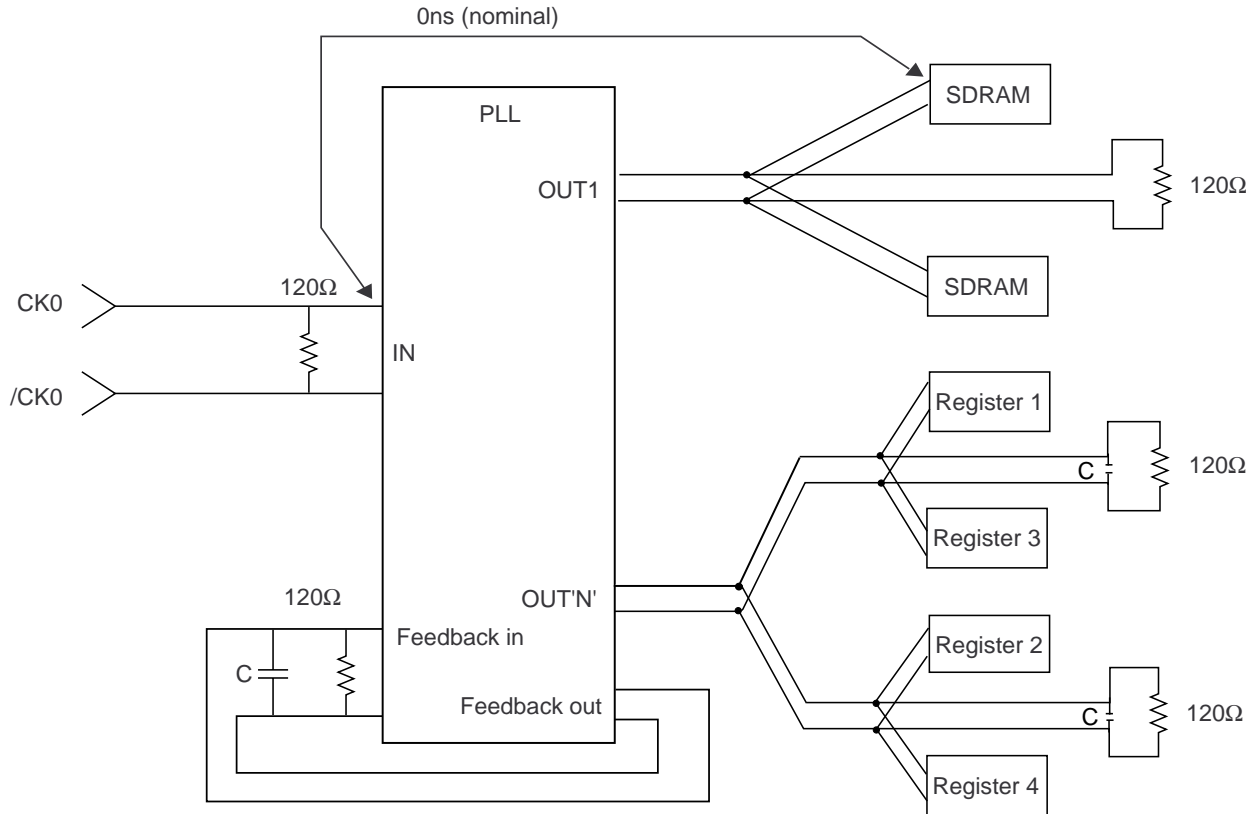 0ns (nominal)
PLL
SDRAM
OUT1
120Ω
SDRAM
CK0
120Ω
IN
/CK0
Register 1
C
120Ω
Register 3
OUT'N'
120Ω
Feedback in
C
Register 2
Feedback out
C
120Ω
Register 4